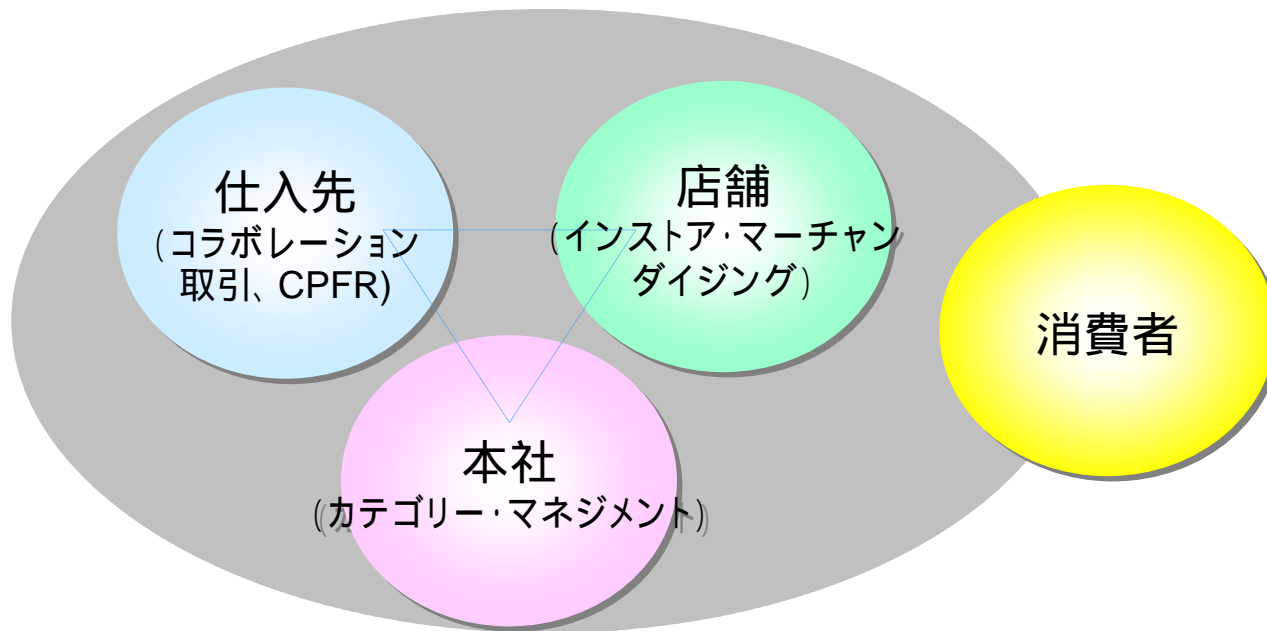 仕入先
(コラボレーション
取引、CPFR)
店舗
(インストア・マーチャン
ダイジング)
消費者
本社
(カテゴリー・マネジメント)